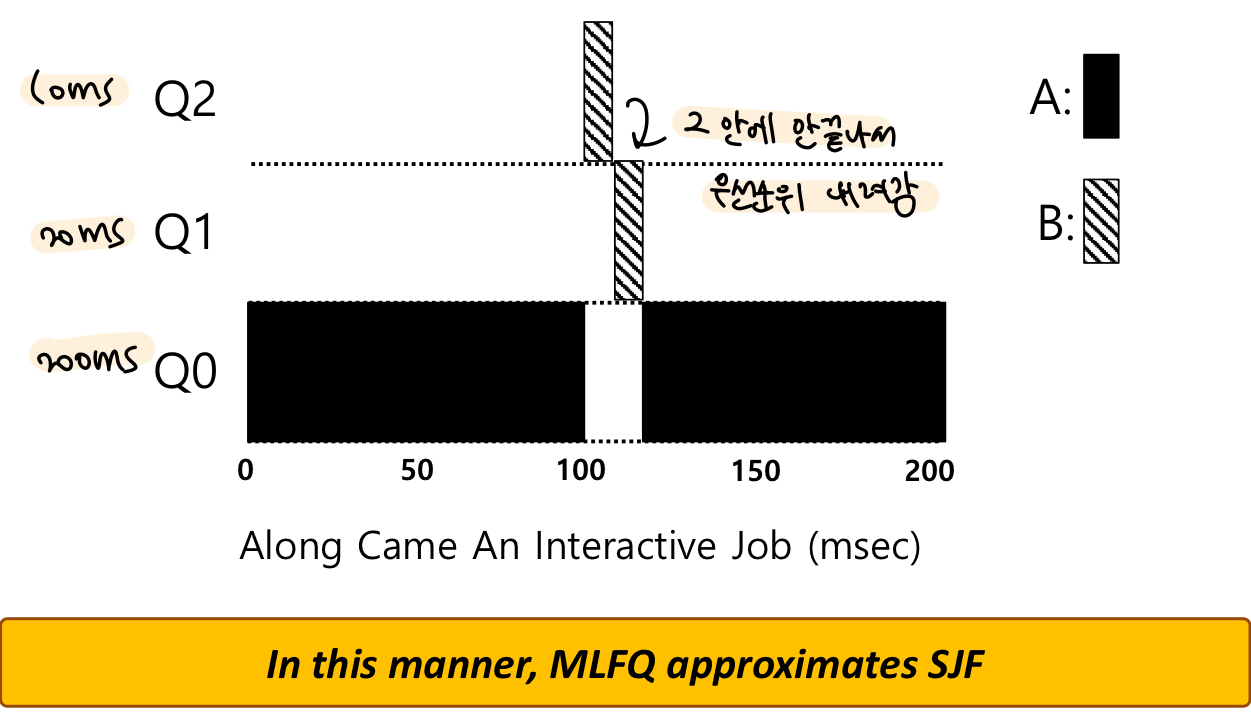 10ms Q2
A:
2 안에 안끝나서
우선순위 내려감
20ms Q1
B:
200ms Q0
0 50 100 150 200
Along Came An Interactive Job (msec)
In this manner, MLFQ approximates SJF